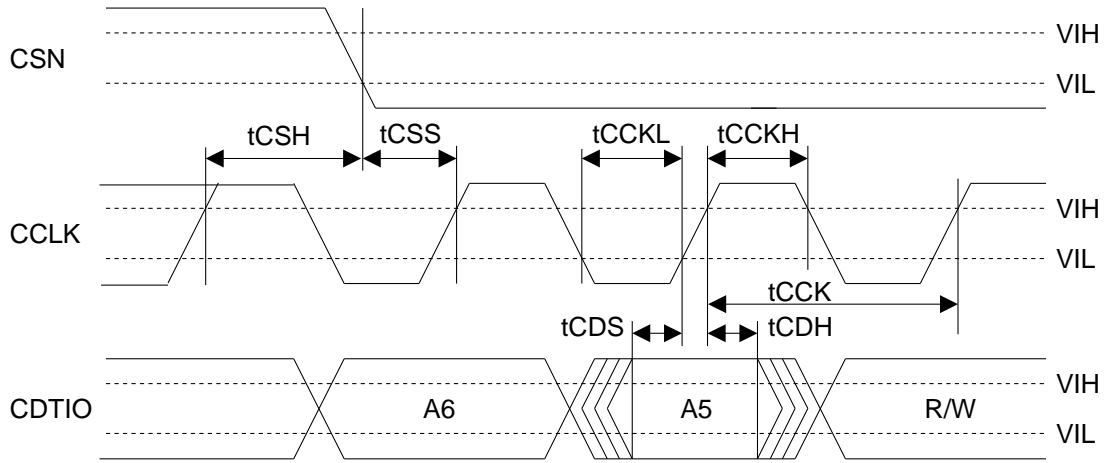 CSN
VIH
VIL
tCSH
tCSS
tCCKL
tCCKH
CCLK
VIH
VIL
tCCK
tCDS
tCDH
CDTIO
A6
A5
R/W
VIH
VIL